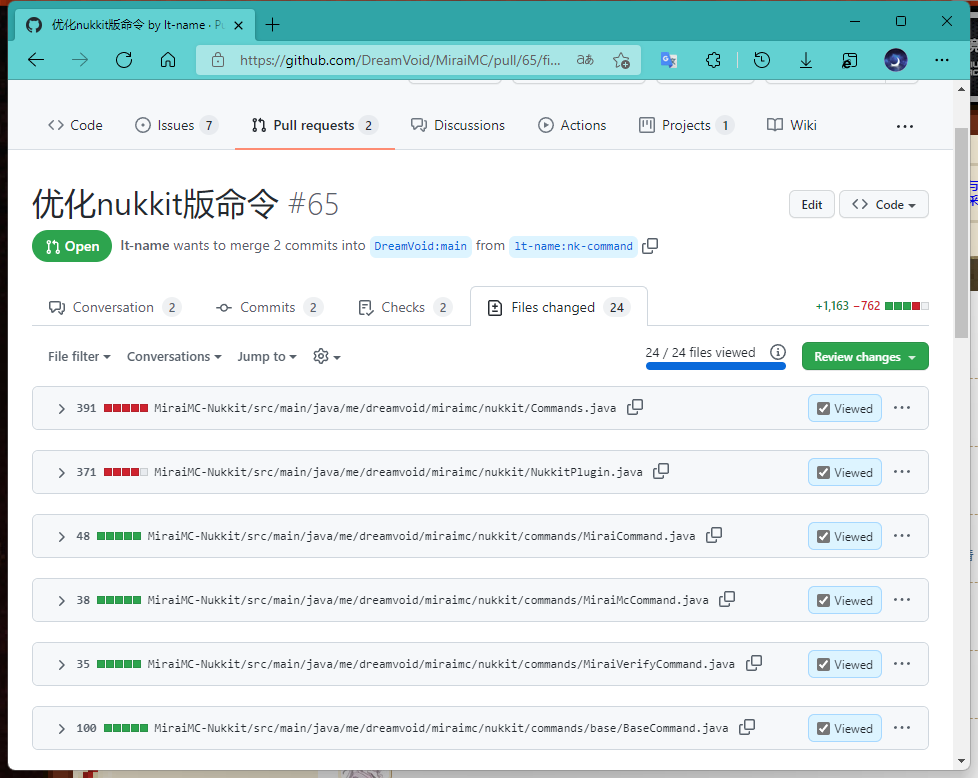 优化nukkit版命令 by lt-name · Pu
https://github.com/DreamVoid/MiraiMC/pull/65/fi...
Code Issues 7 Pull requests 2 Discussions Actions Projects 1 Wiki
优化nukkit版命令 #65
Edit Code
Open lt-name wants to merge 2 commits into DreamVoid:main from lt-name:nk-command
Conversation 2 Commits 2 Checks 2 Files changed 24 +1,163 −762
File filter Conversations Jump to 24 / 24 files viewed Review changes
391 MiraiMC-Nukkit/src/main/java/me/dreamvoid/miraimc/nukkit/Commands.java Viewed
371 MiraiMC-Nukkit/src/main/java/me/dreamvoid/miraimc/nukkit/NukkitPlugin.java Viewed
48 MiraiMC-Nukkit/src/main/java/me/dreamvoid/miraimc/nukkit/commands/MiraiCommand.java Viewed
38 MiraiMC-Nukkit/src/main/java/me/dreamvoid/miraimc/nukkit/commands/MiraiMcCommand.java Viewed
35 MiraiMC-Nukkit/src/main/java/me/dreamvoid/miraimc/nukkit/commands/MiraiVerifyCommand.java Viewed
100 MiraiMC-Nukkit/src/main/java/me/dreamvoid/miraimc/nukkit/commands/base/BaseCommand.java Viewed